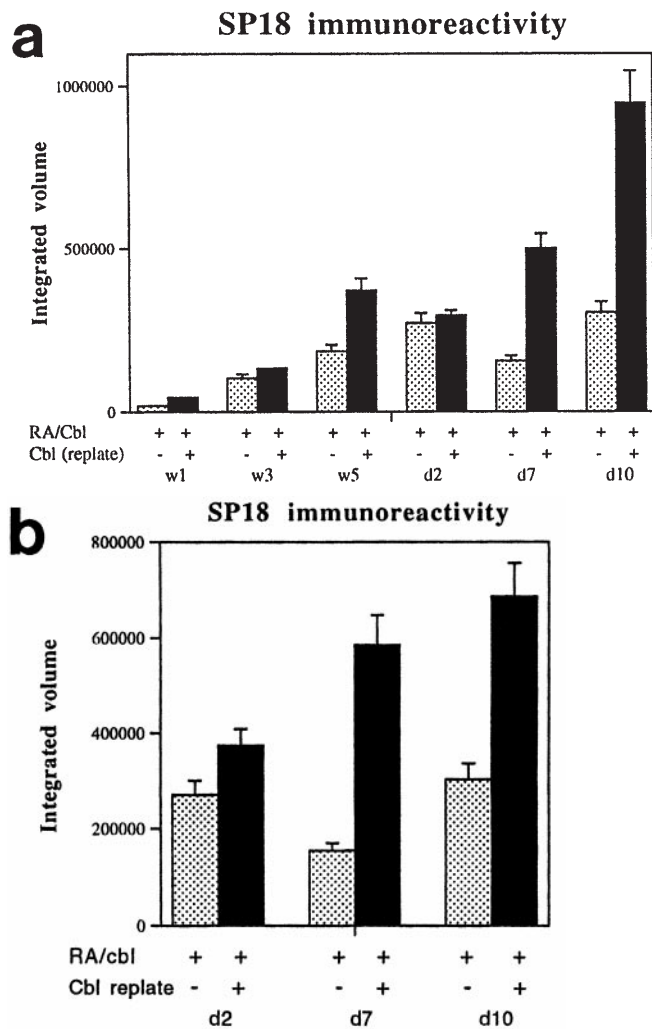 a
SP18 immunoreactivity
Integrated volume
1000000
500000
0
RA/Cbl + + + + + + + + + + + +
Cbl (replate) - + - + - + - + - + - +
w1 w3 w5 d2 d7 d10
b
SP18 immunoreactivity
Integrated volume
800000
600000
400000
200000
0
RA/cbl + + + + + +
Cbl replate - + - + - +
d2 d7 d10